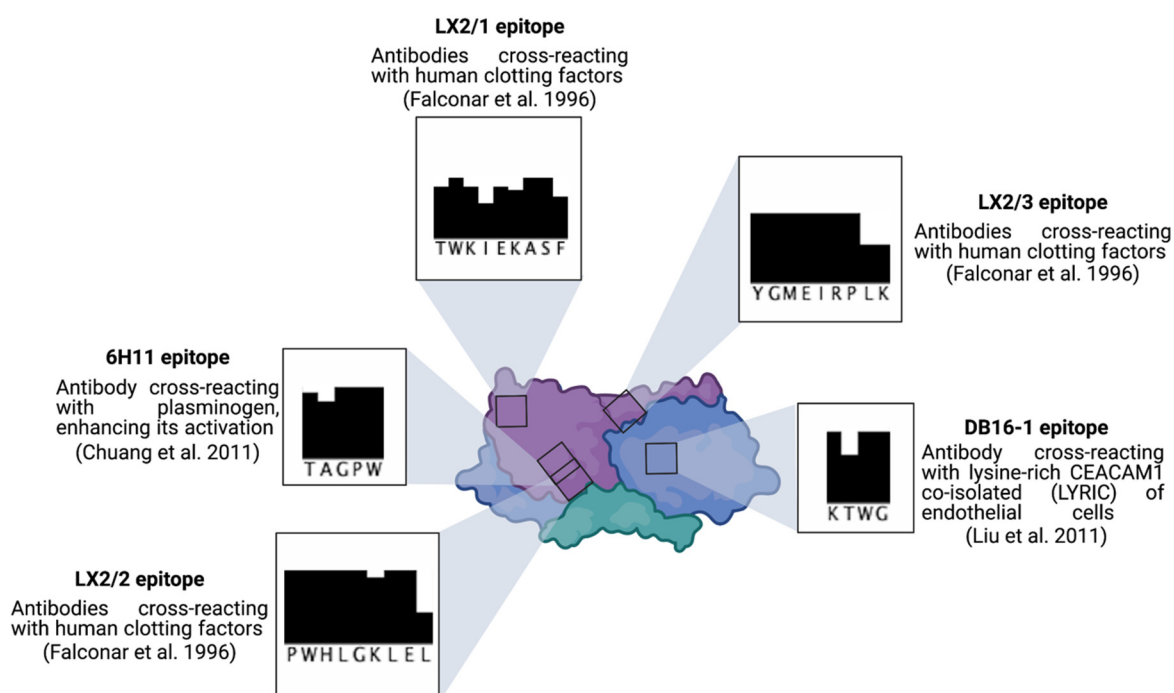 LX2/1 epitope
Antibodies cross-reacting
with human clotting factors
(Falconar et al. 1996)
TWKIEKASF
LX2/3 epitope
Antibodies cross-reacting
with human clotting factors
(Falconar et al. 1996)
YGMEIRPLK
6H11 epitope
Antibody cross-reacting
with plasminogen,
enhancing its activation
(Chuang et al. 2011)
TAGPW
DB16-1 epitope
Antibody cross-reacting
with lysine-rich CEACAM1
co-isolated (LYRIC) of
endothelial cells
(Liu et al. 2011)
KTWG
LX2/2 epitope
Antibodies cross-reacting
with human clotting factors
(Falconar et al. 1996)
PWHLGKLEL